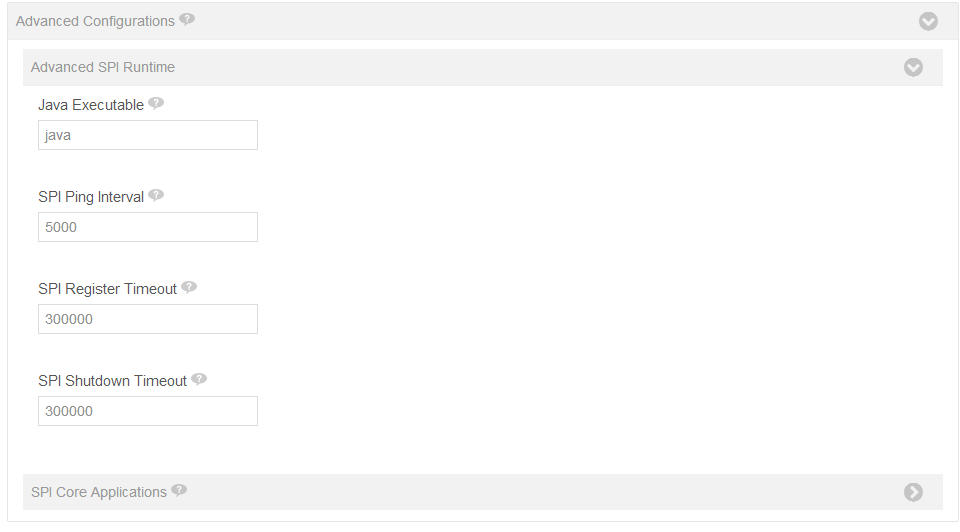 Advanced Configurations
Advanced SPI Runtime
Java Executable
java
SPI Ping Interval
5000
SPI Register Timeout
300000
SPI Shutdown Timeout
300000
SPI Core Applications